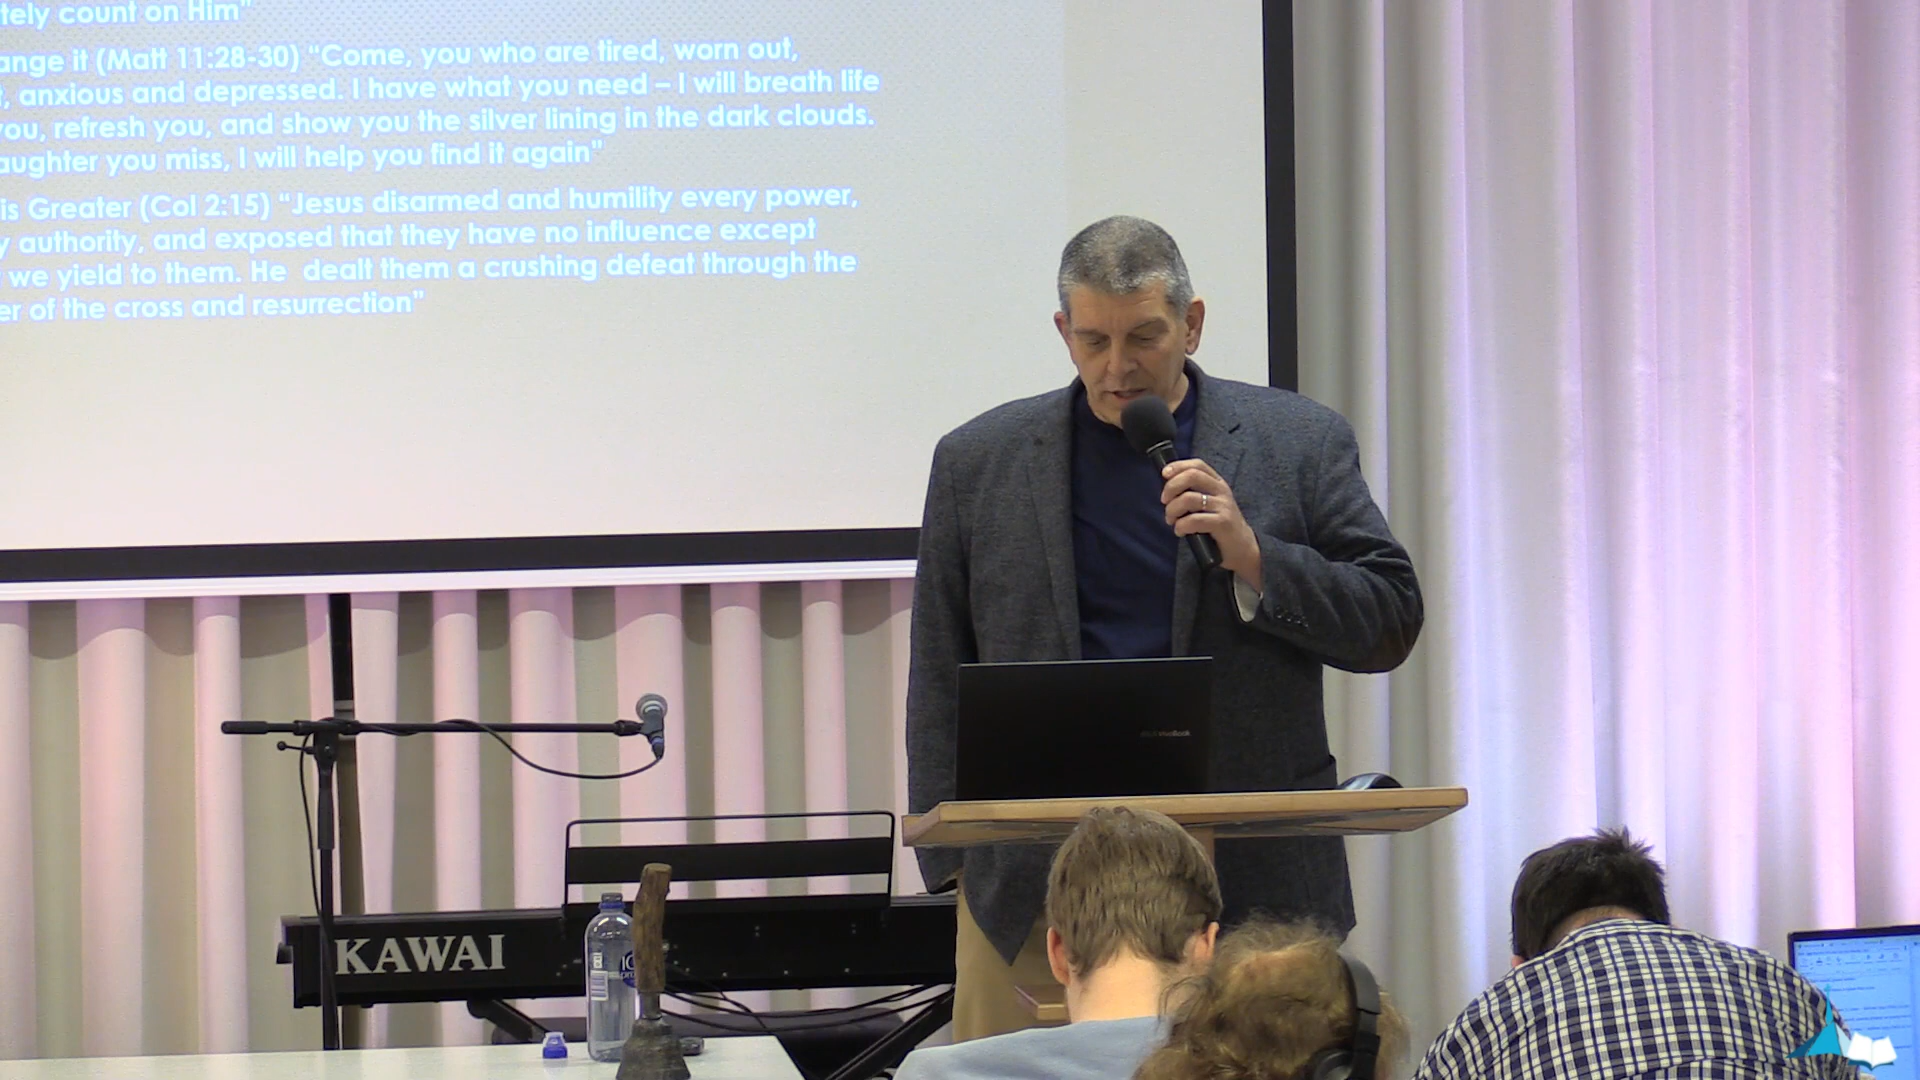 tely count on Him"
ange it (Matt 11:28-30) “Come, you who are tired, worn out,
, anxious and depressed. I have what you need – I will breath life
you, refresh you, and show you the silver lining in the dark clouds.
aughter you miss, I will help you find it again”
is Greater (Col 2:15) “Jesus disarmed and humility every power,
y authority, and exposed that they have no influence except
we yield to them. He dealt them a crushing defeat through the
er of the cross and resurrection”
KAWAI